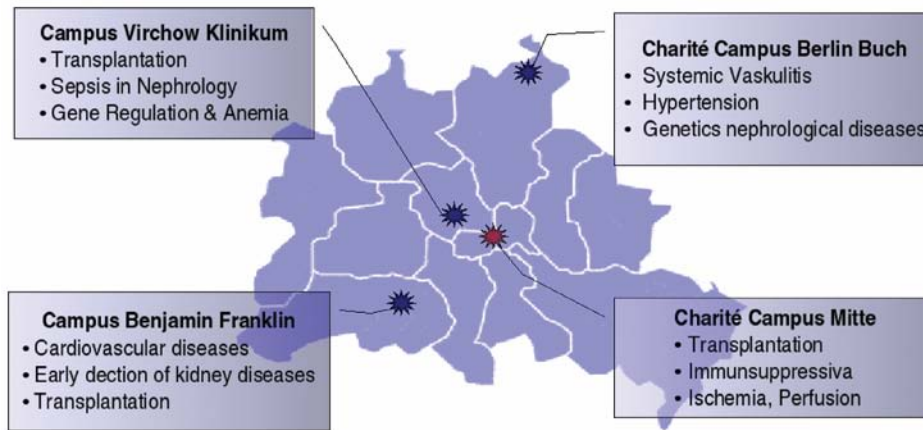 Campus Virchow Klinikum
• Transplantation
• Sepsis in Nephrology
• Gene Regulation & Anemia
Charité Campus Berlin Buch
• Systemic Vaskulitis
• Hypertension
• Genetics nephrological diseases
Campus Benjamin Franklin
• Cardiovascular diseases
• Early dection of kidney diseases
• Transplantation
Charité Campus Mitte
• Transplantation
• Immunsuppressiva
• Ischemia, Perfusion